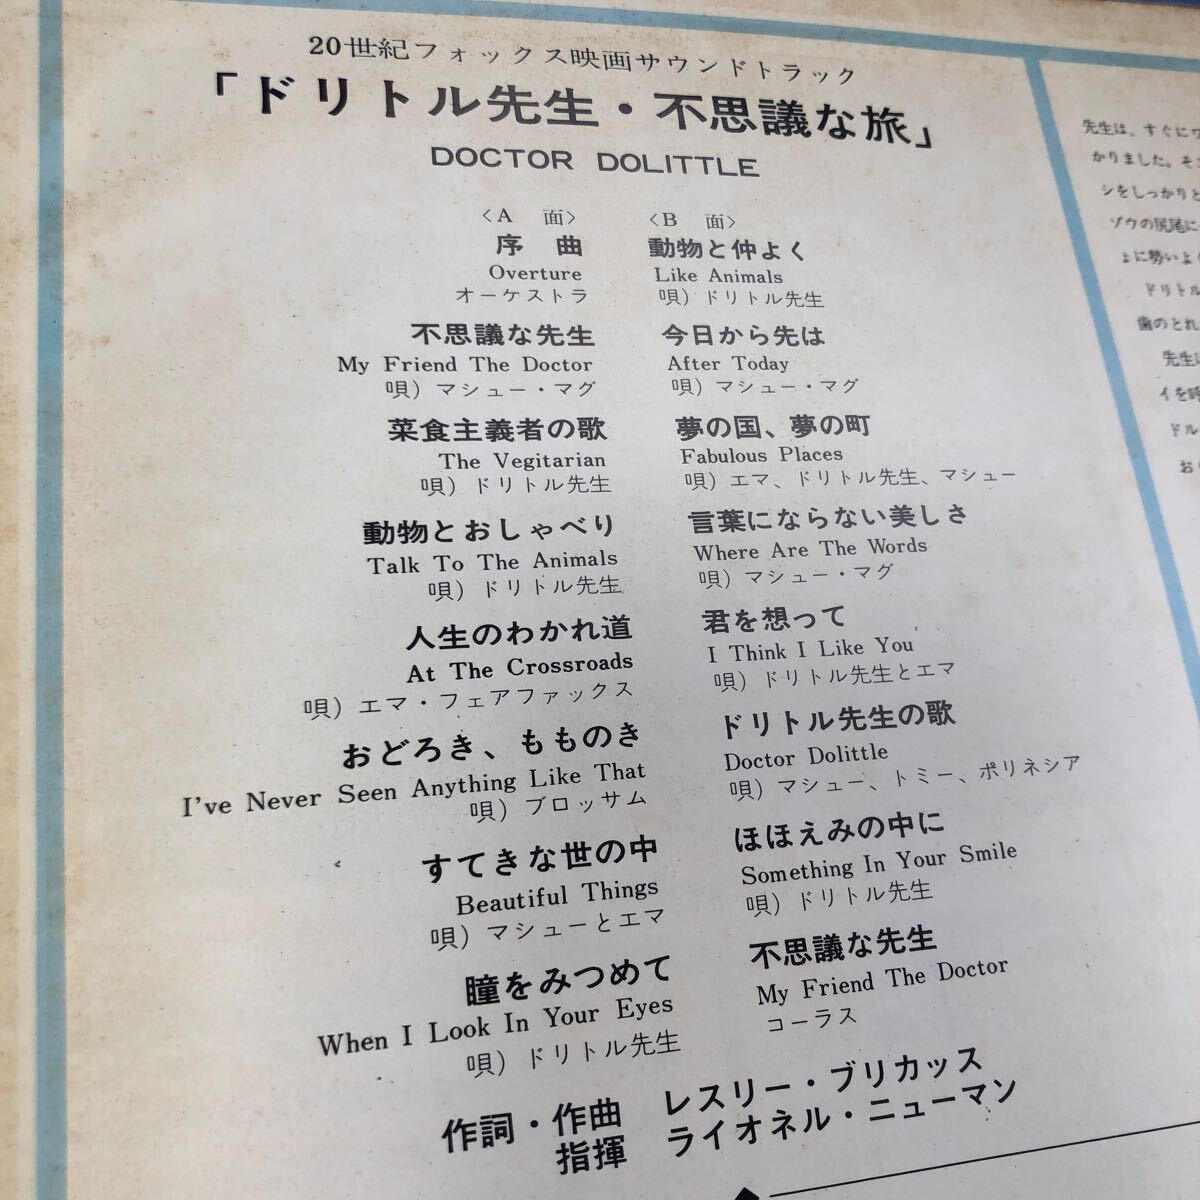 20世紀フォックス映画サウンドトラック
「ドリトル先生・不思議な旅」
DOCTOR DOLITTLE
〈A 面〉
序曲
Overture
オーケストラ
不思議な先生
My Friend The Doctor
唄）マシュー・マグ
菜食主義者の歌
The Vegitarian
唄）ドリトル先生
動物とおしゃべり
Talk To The Animals
唄）ドリトル先生
人生のわかれ道
At The Crossroads
唄）エマ・フェアファックス
おどろき、もものき
I've Never Seen Anything Like That
唄）ブロッサム
すてきな世の中
Beautiful Things
唄）マシューとエマ
瞳をみつめて
When I Look In Your Eyes
唄）ドリトル先生
〈B 面〉
動物と仲よく
Like Animals
唄）ドリトル先生
今日から先は
After Today
唄）マシュー・マグ
夢の国、夢の町
Fabulous Places
唄）エマ、ドリトル先生、マシュー
言葉にならない美しさ
Where Are The Words
唄）マシュー・マグ
君を想って
I Think I Like You
唄）ドリトル先生とエマ
ドリトル先生の歌
Doctor Dolittle
唄）マシュー、トミー、ポリネシア
ほほえみの中に
Something In Your Smile
唄）ドリトル先生
不思議な先生
My Friend The Doctor
コーラス
作詞・作曲 レスリー・ブリカッス
指揮 ライオネル・ニューマン
先生は、すぐに
かりました。そ
シをしっかりと
ゾウの尻尾に
ょに勢いよく
ドリトル
歯のとれ
先生は
イを
ドル
お